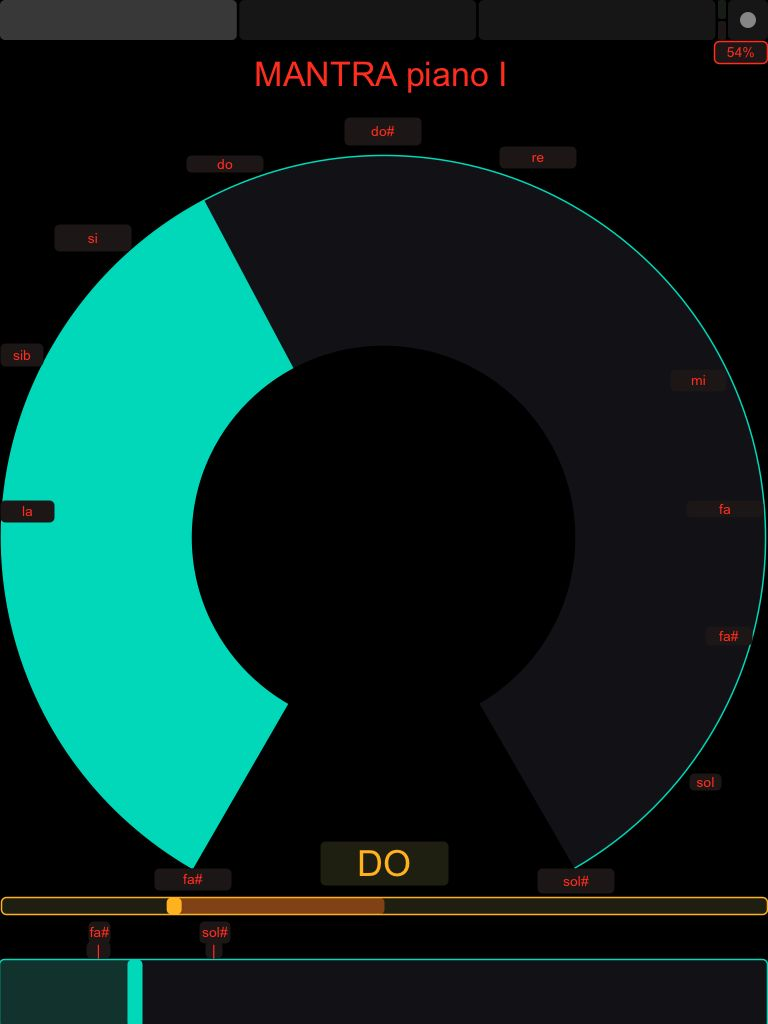 54%
MANTRA piano I
do#
re
do
si
sib
mi
la
fa
fa#
sol
DO
fa#
sol#
fa# sol#
| |